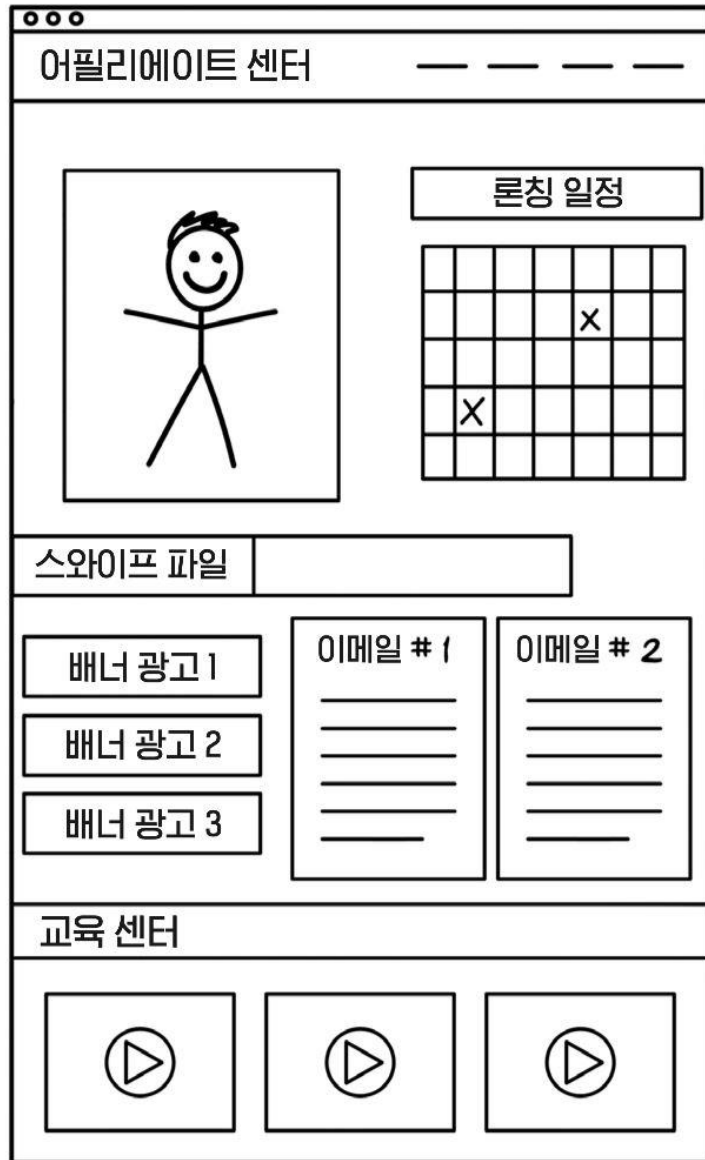 어필리에이트 센터
론칭 일정
X
X
스와이프 파일
배너 광고 1
배너 광고 2
배너 광고 3
이메일 # 1
이메일 # 2
교육 센터